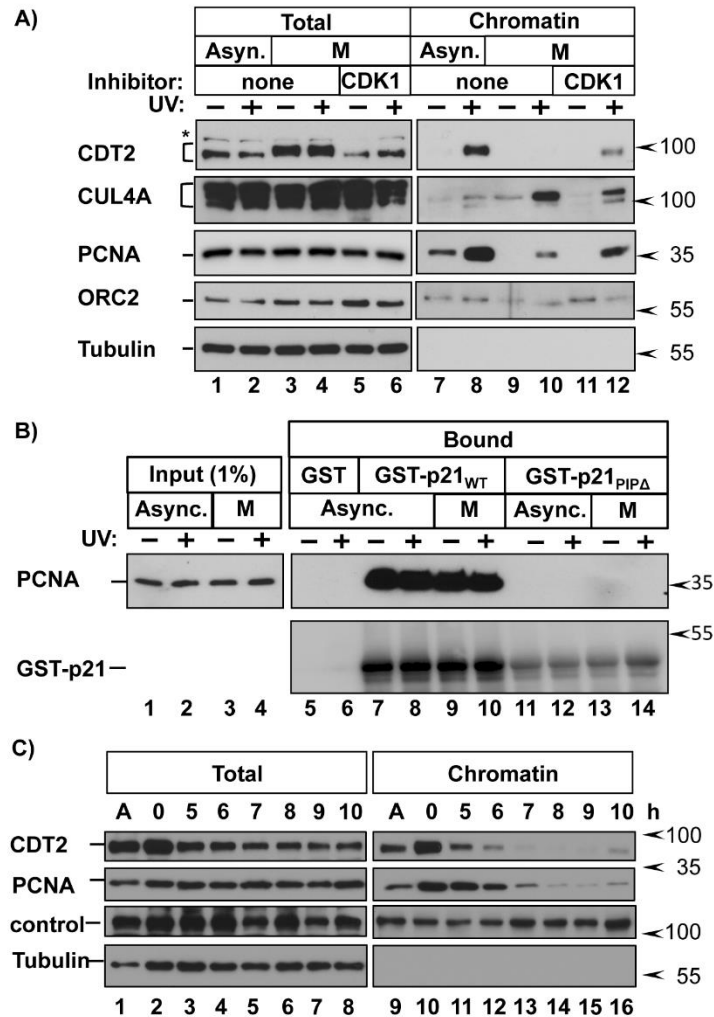 A)
Total Chromatin
Asyn. M Asyn. M
Inhibitor: none CDK1 none CDK1
UV: − + − + − + − + − + − +
*
CDT2 100
CUL4A 100
PCNA 35
ORC2 55
Tubulin 55
1 2 3 4 5 6 7 8 9 10 11 12
B)
Bound
Input (1%) GST GST-p21WT GST-p21PIPΔ
Async. M Async. M Async. M
UV: − + − + − + − + − + − + − +
PCNA 35
55
GST-p21
1 2 3 4 5 6 7 8 9 10 11 12 13 14
C)
Total Chromatin
A 0 5 6 7 8 9 10 A 0 5 6 7 8 9 10 h
CDT2 100
35
PCNA
control 100
Tubulin 55
1 2 3 4 5 6 7 8 9 10 11 12 13 14 15 16